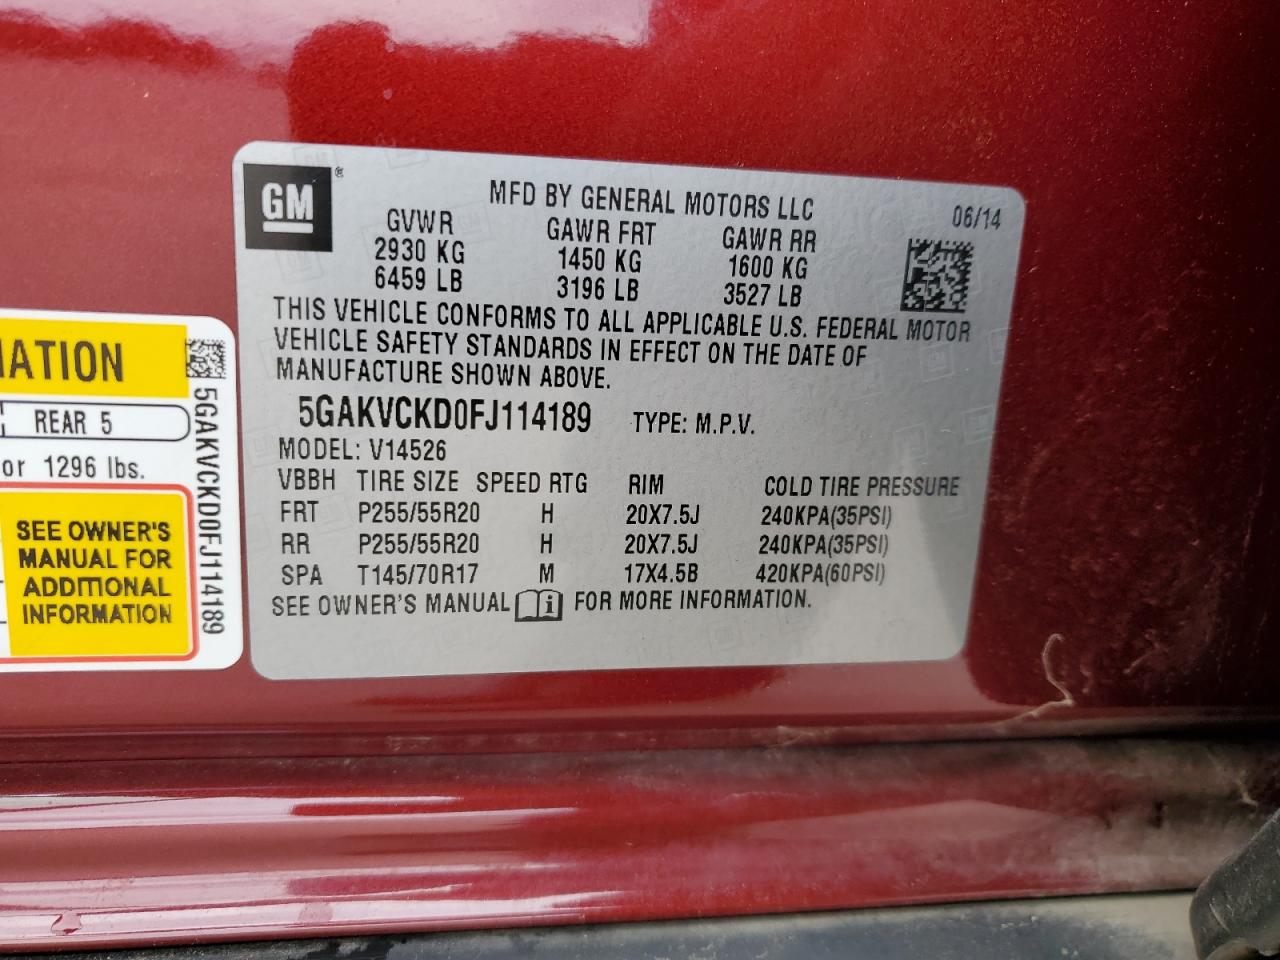 GM ®
MFD BY GENERAL MOTORS LLC
06/14
GVWR GAWR FRT GAWR RR
2930 KG 1450 KG 1600 KG
6459 LB 3196 LB 3527 LB
THIS VEHICLE CONFORMS TO ALL APPLICABLE U.S. FEDERAL MOTOR
VEHICLE SAFETY STANDARDS IN EFFECT ON THE DATE OF
MANUFACTURE SHOWN ABOVE.
5GAKVCKD0FJ114189 TYPE: M.P.V.
MODEL: V14526
VBBH TIRE SIZE SPEED RTG RIM COLD TIRE PRESSURE
FRT P255/55R20 H 20X7.5J 240KPA(35PSI)
RR P255/55R20 H 20X7.5J 240KPA(35PSI)
SPA T145/70R17 M 17X4.5B 420KPA(60PSI)
SEE OWNER'S MANUAL i FOR MORE INFORMATION.
MATION
REAR 5
or 1296 lbs.
SEE OWNER'S
MANUAL FOR
ADDITIONAL
INFORMATION
5GAKVCKD0FJ114189